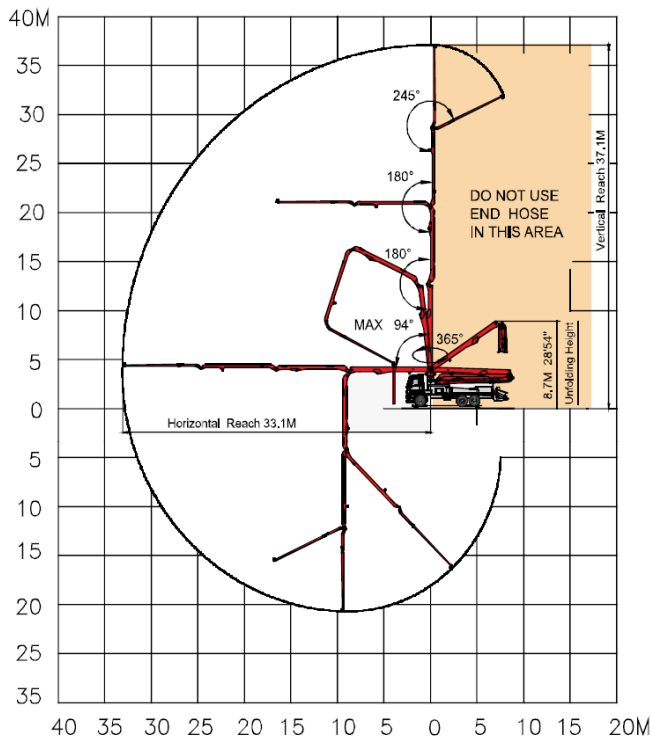 40M
35
30
25
20
15
10
5
0
5
10
15
20
25
30
35
245°
180°
180°
MAX 94°
365°
DO NOT USE
END HOSE
IN THIS AREA
Vertical Reach 37.1M
8,7M 28'54"
Unfolding Height
Horizontal Reach 33.1M
40 35 30 25 20 15 10 5 0 5 10 15 20M